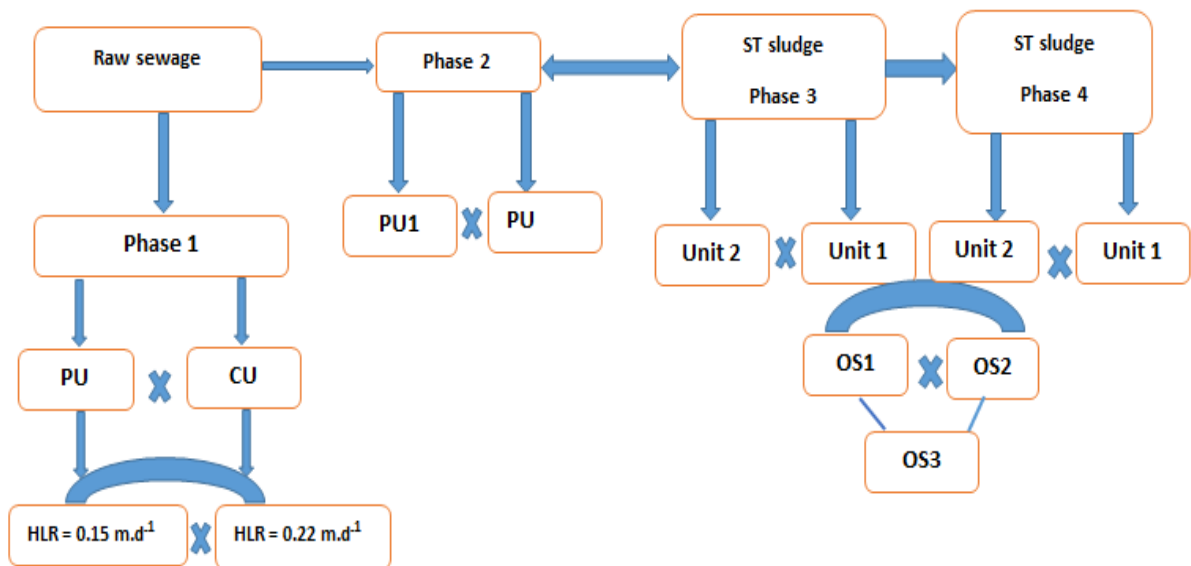 Raw sewage
Phase 2
ST sludge
Phase 3
ST sludge
Phase 4
Phase 1
PU1
PU
Unit 2
Unit 1
Unit 2
Unit 1
PU
CU
OS1
OS2
OS3
HLR = 0.15 m.d⁻¹
HLR = 0.22 m.d⁻¹